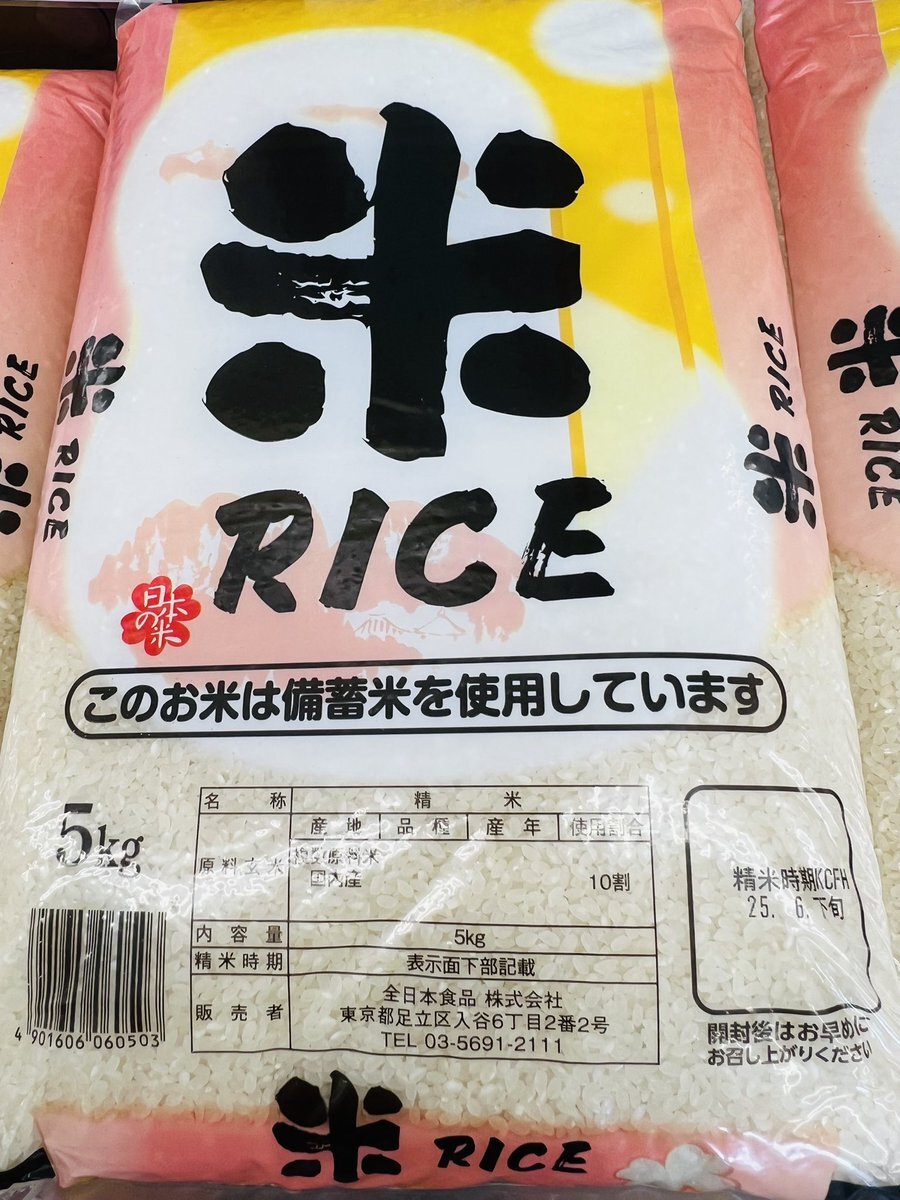 米
RICE
日本
の米
このお米は備蓄米を使用しています
5kg
名称 精米
原料玄米 産地 品種 産年 使用割合
複数原料米
国内産 10割
内容量 5kg
精米時期 表示面下部記載
販売者 全日本食品 株式会社
東京都足立区入谷6丁目2番2号
TEL 03-5691-2111
精米時期KCFH
25. 6.下旬
開封後はお早めに
お召し上がりください
4 901606 060503
米 RICE
米 RICE
米 RICE
米 RICE
米 RICE